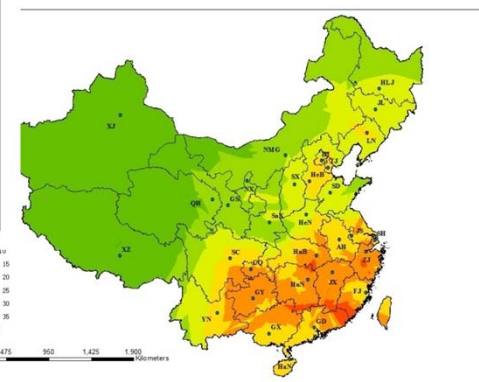 HLJ
JL
XJ
LN
NMG
BJ
TJ
NX
SX
HeB
SD
QH
GS
SaX
HeN
JS
SH
AH
XZ
SC
HuB
CQ
ZJ
HuN
JX
GY
FJ
YN
GX
GD
HaN
15
20
25
30
35
475 950 1,425 1,900
Kilometers